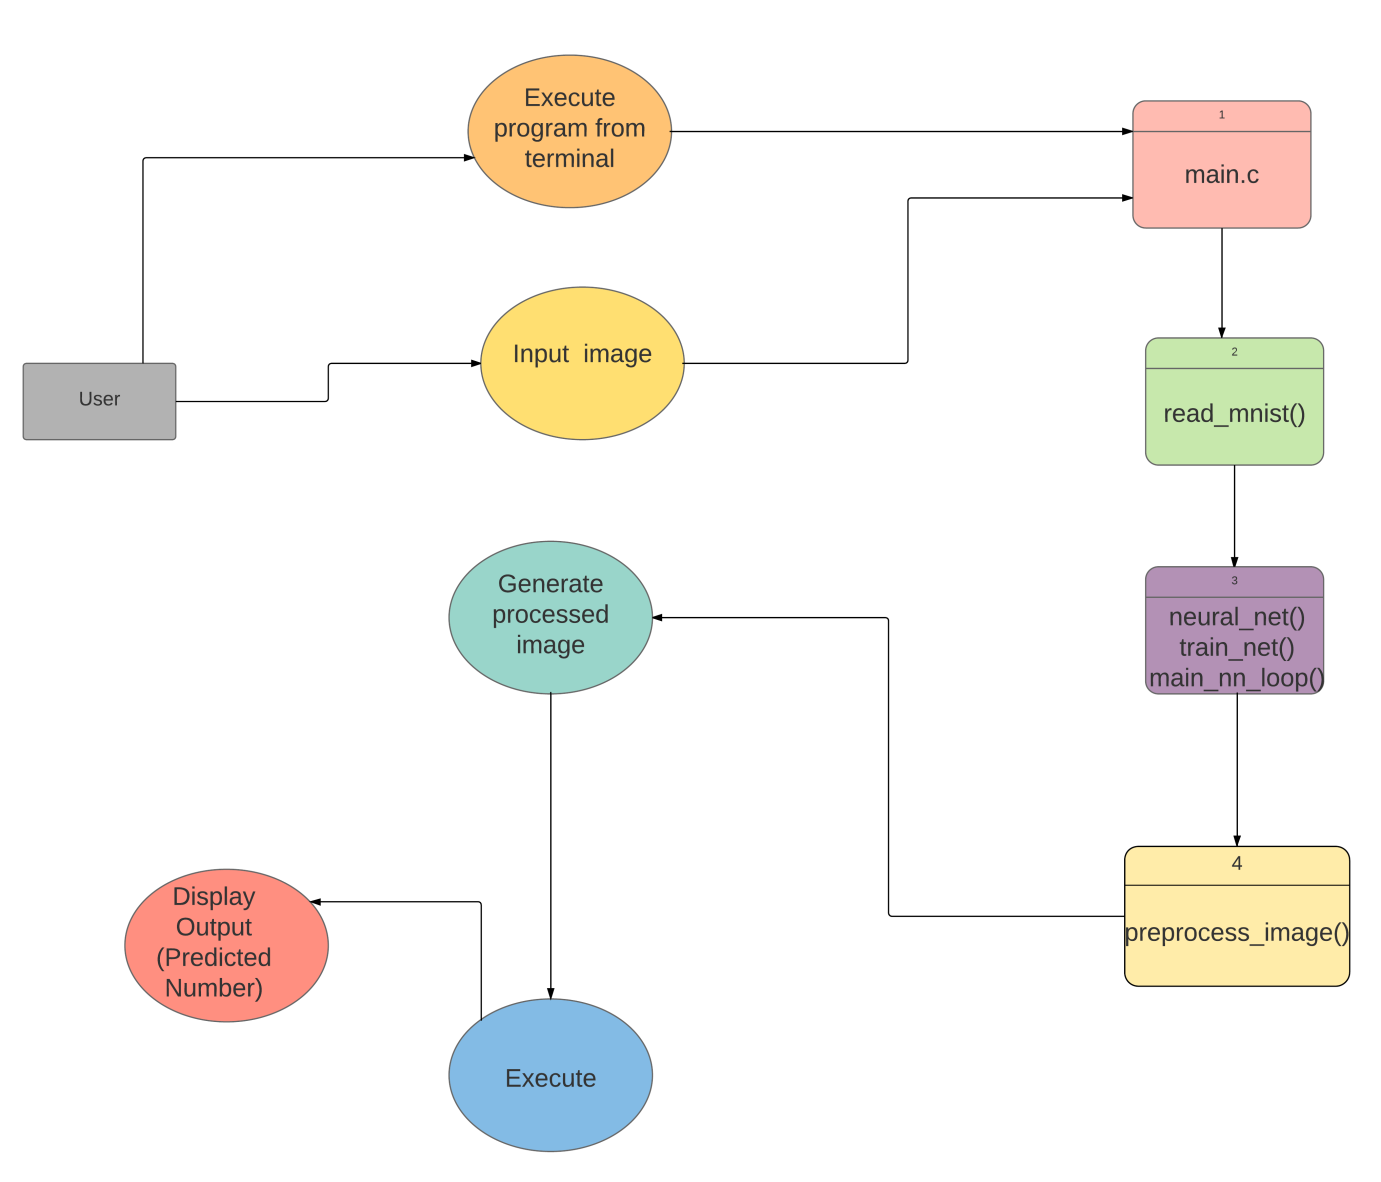 Execute
program from
terminal
1
main.c
Input  image
2
read_mnist()
User
3
neural_net()
train_net()
main_nn_loop()
Generate
processed
image
4
preprocess_image()
Display
Output
(Predicted
Number)
Execute